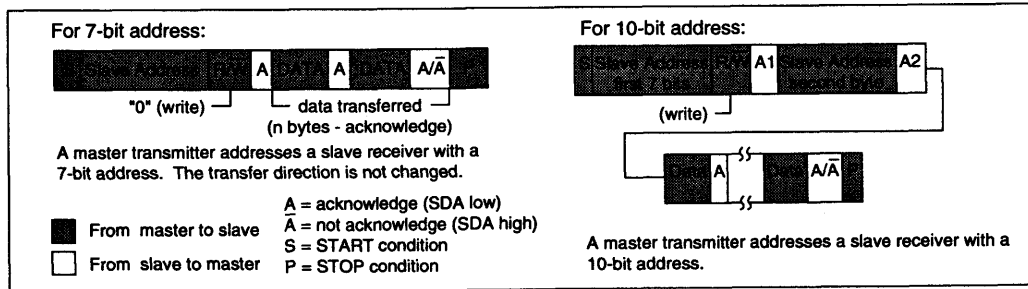 For 7-bit address:
S Slave Address R/W̅ A DATA A DATA A/A̅ P
"0" (write)
data transferred
(n bytes - acknowledge)
A master transmitter addresses a slave receiver with a
7-bit address. The transfer direction is not changed.
From master to slave
From slave to master
A = acknowledge (SDA low)
A̅ = not acknowledge (SDA high)
S = START condition
P = STOP condition
For 10-bit address:
S Slave Address R/W̅ A1 Slave Address A2
first 7 bits second byte
(write)
Data A Data A/A̅ P
A master transmitter addresses a slave receiver with a
10-bit address.